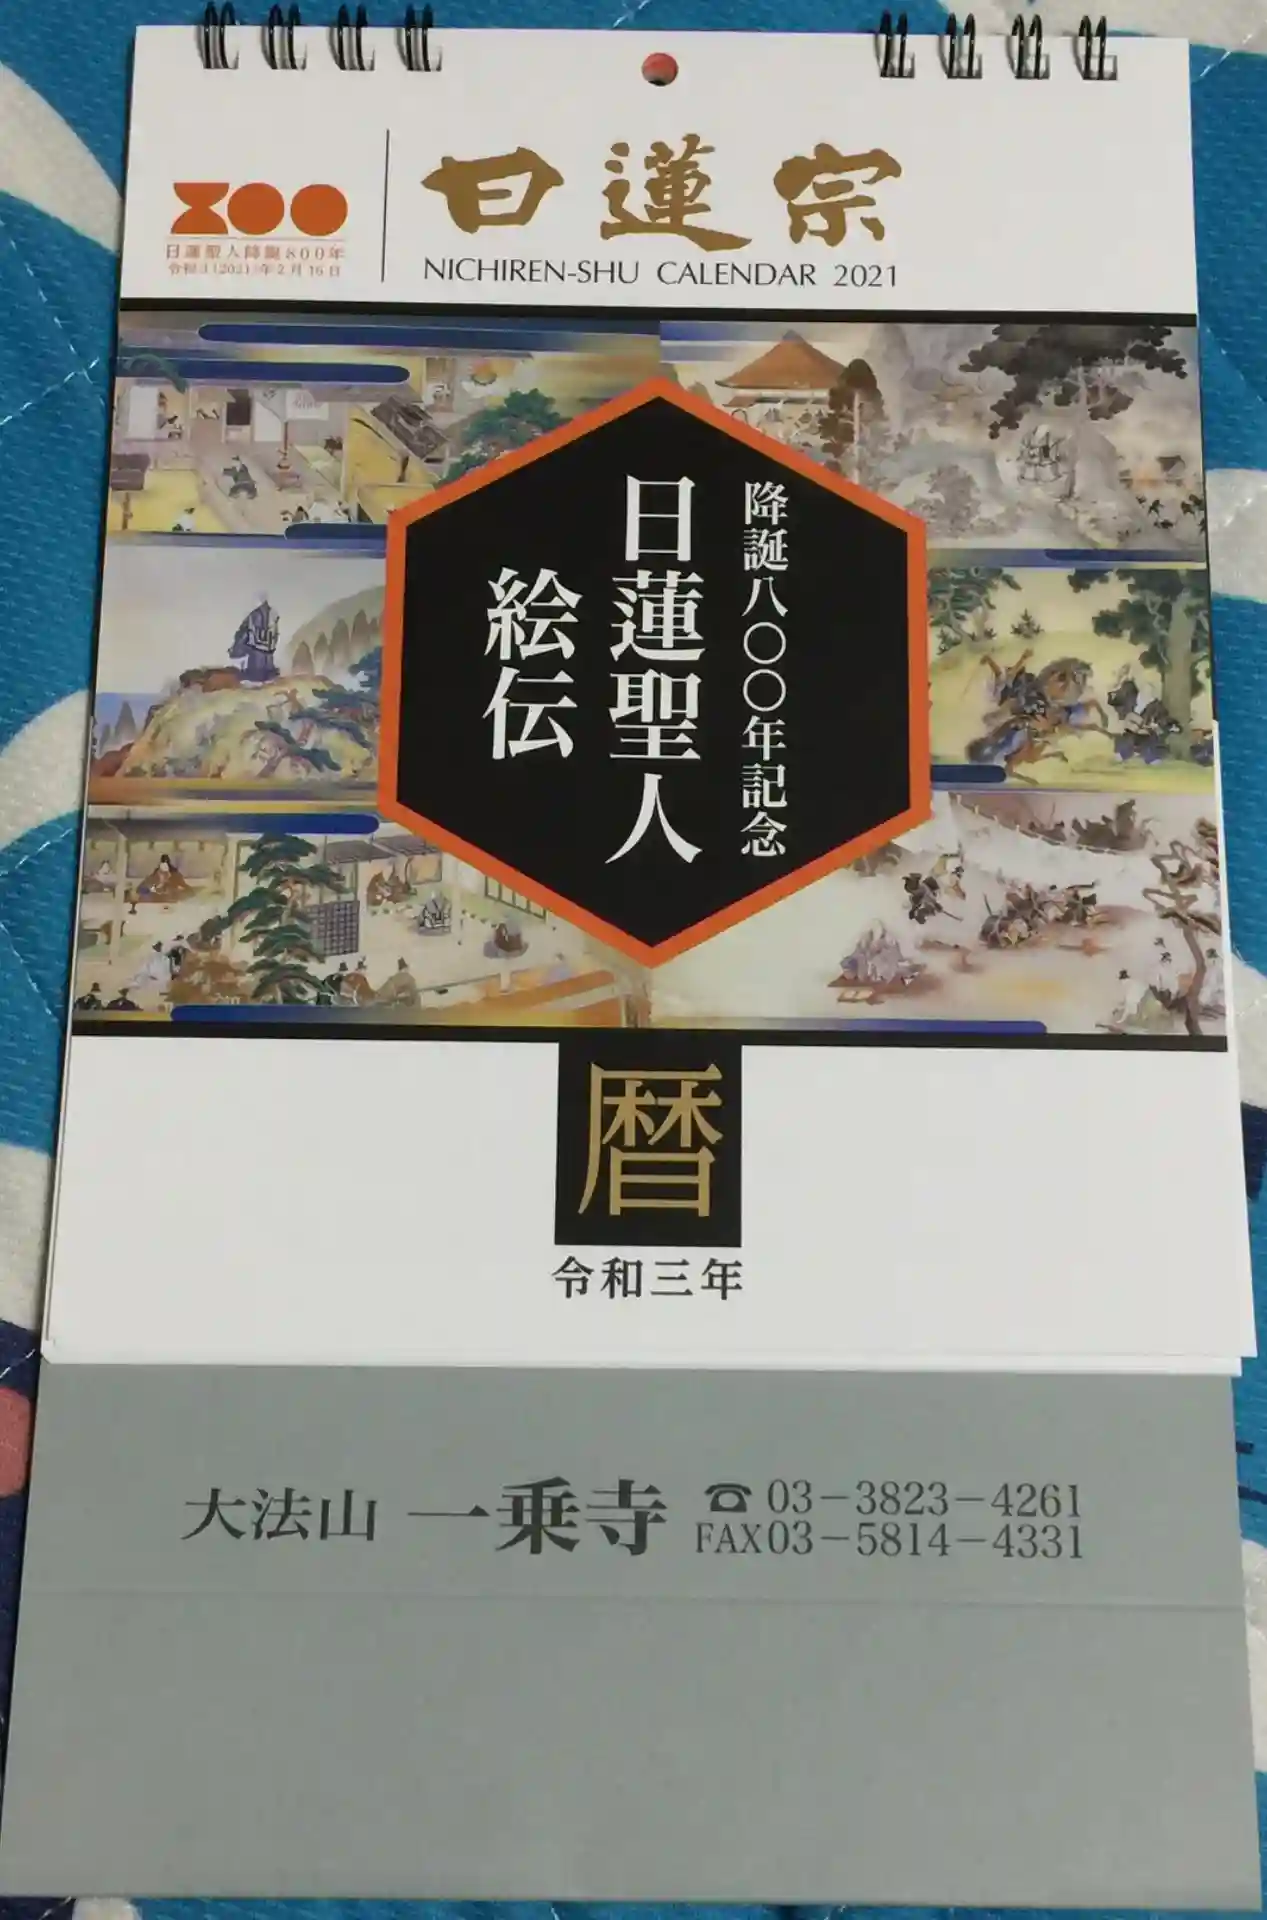 日蓮宗
NICHIREN-SHU CALENDAR 2021
日蓮聖人降誕800年
令和3(2021)年2月16日
降誕八〇〇年記念
日蓮聖人
絵伝
暦
令和三年
大法山 一乗寺 ☎03-3823-4261
FAX03-5814-4331